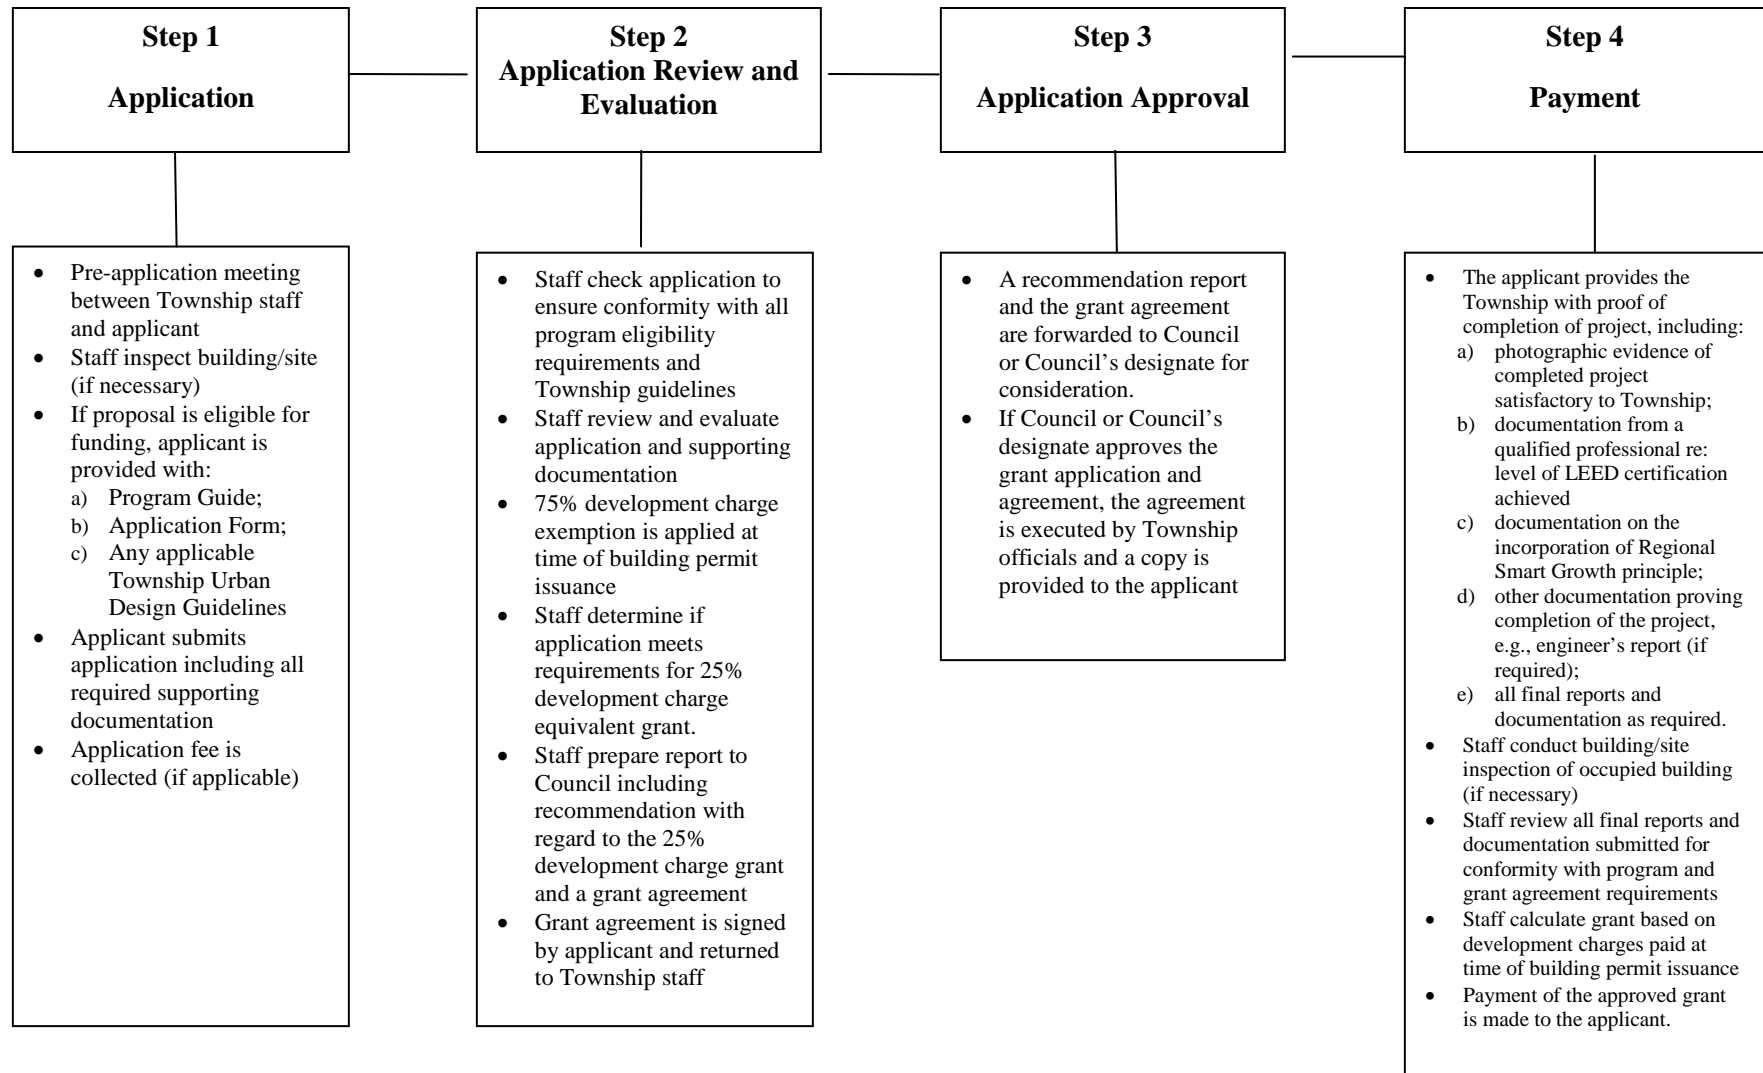 Step 1
Application
Step 2
Application Review and
Evaluation
Step 3
Application Approval
Step 4
Payment
• Pre-application meeting
between Township staff
and applicant
• Staff inspect building/site
(if necessary)
• If proposal is eligible for
funding, applicant is
provided with:
a) Program Guide;
b) Application Form;
c) Any applicable
Township Urban
Design Guidelines
• Applicant submits
application including all
required supporting
documentation
• Application fee is
collected (if applicable)
• Staff check application to
ensure conformity with all
program eligibility
requirements and
Township guidelines
• Staff review and evaluate
application and supporting
documentation
• 75% development charge
exemption is applied at
time of building permit
issuance
• Staff determine if
application meets
requirements for 25%
development charge
equivalent grant.
• Staff prepare report to
Council including
recommendation with
regard to the 25%
development charge grant
and a grant agreement
• Grant agreement is signed
by applicant and returned
to Township staff
• A recommendation report
and the grant agreement
are forwarded to Council
or Council’s designate for
consideration.
• If Council or Council’s
designate approves the
grant application and
agreement, the agreement
is executed by Township
officials and a copy is
provided to the applicant
• The applicant provides the
Township with proof of
completion of project, including:
a) photographic evidence of
completed project
satisfactory to Township;
b) documentation from a
qualified professional re:
level of LEED certification
achieved
c) documentation on the
incorporation of Regional
Smart Growth principle;
d) other documentation proving
completion of the project,
e.g., engineer’s report (if
required);
e) all final reports and
documentation as required.
• Staff conduct building/site
inspection of occupied building
(if necessary)
• Staff review all final reports and
documentation submitted for
conformity with program and
grant agreement requirements
• Staff calculate grant based on
development charges paid at
time of building permit issuance
• Payment of the approved grant
is made to the applicant.